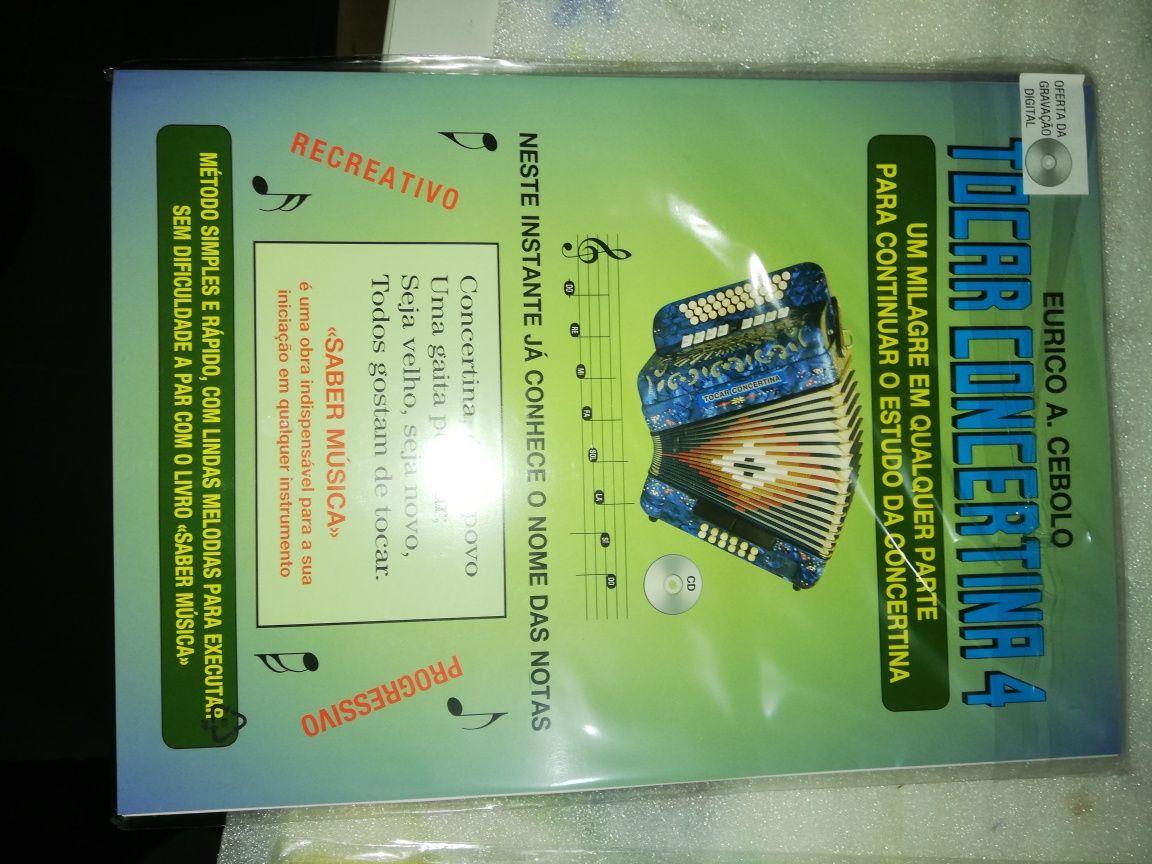 OFERTA DA
GRAVAÇÃO
DIGITAL
EURICO A. CEBOLO
TOCAR CONCERTINA 4
UM MILAGRE EM QUALQUER PARTE
PARA CONTINUAR O ESTUDO DA CONCERTINA
TOCAR CONCERTINA
CD
DO RE MI FA SOL LA SI DO
NESTE INSTANTE JÁ CONHECE O NOME DAS NOTAS
RECREATIVO
PROGRESSIVO
Concertina, povo
Uma gaita
Seja velho, seja novo,
Todos gostam de tocar.
«SABER MÚSICA»
é uma obra indispensável para a sua
iniciação em qualquer instrumento
MÉTODO SIMPLES E RÁPIDO, COM LINDAS MELODIAS PARA EXECUTAR
SEM DIFICULDADE A PAR COM O LIVRO «SABER MÚSICA»